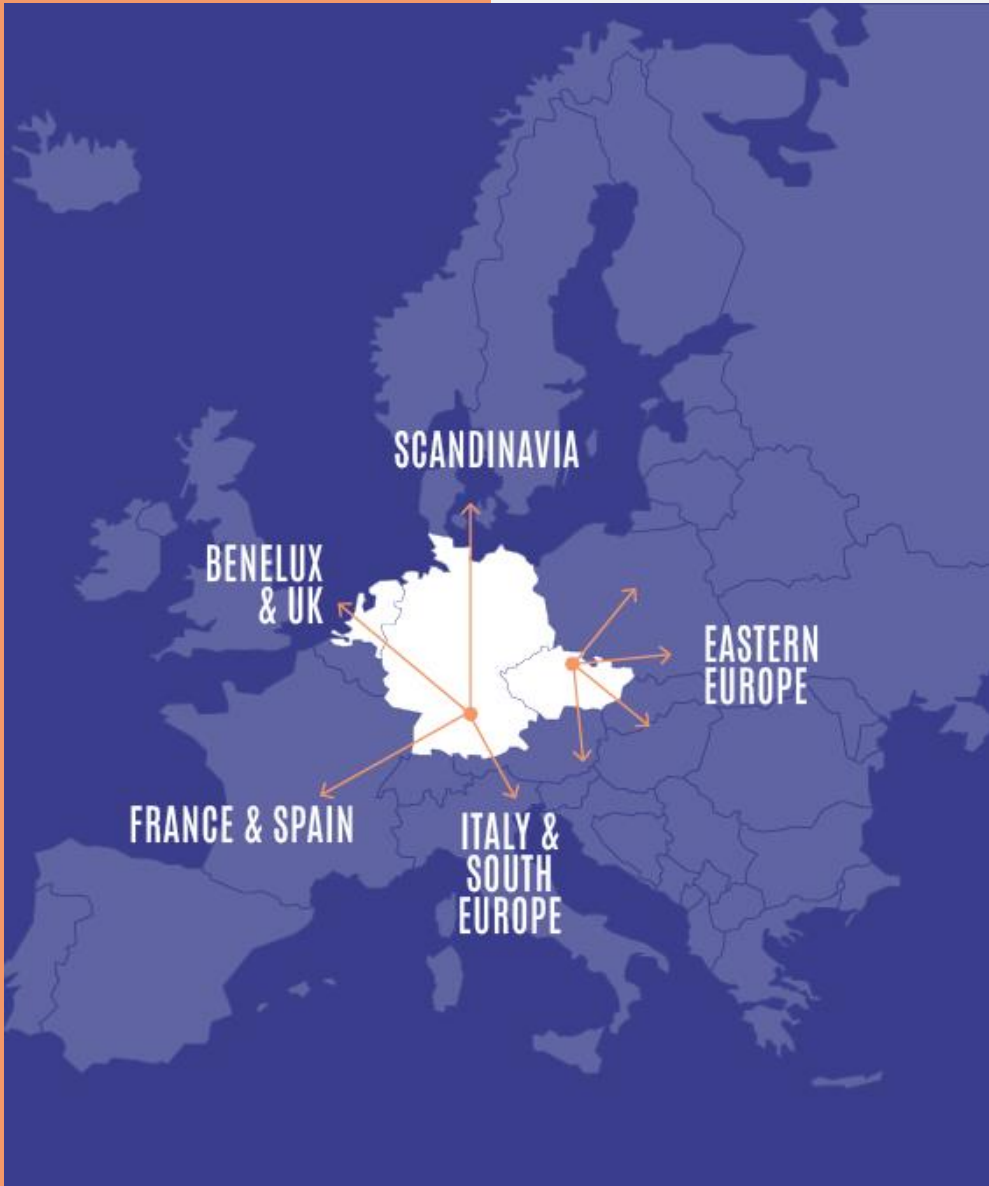 SCANDINAVIA
BENELUX
& UK
EASTERN
EUROPE
FRANCE & SPAIN
ITALY &
SOUTH
EUROPE